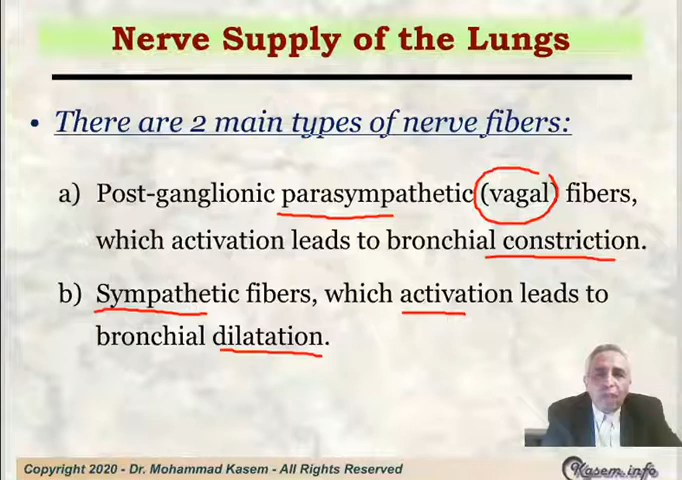 Nerve Supply of the Lungs
• There are 2 main types of nerve fibers:
a) Post-ganglionic parasympathetic (vagal) fibers,
which activation leads to bronchial constriction.
b) Sympathetic fibers, which activation leads to
bronchial dilatation.
Copyright 2020 - Dr. Mohammad Kasem - All Rights Reserved
Kasem.info